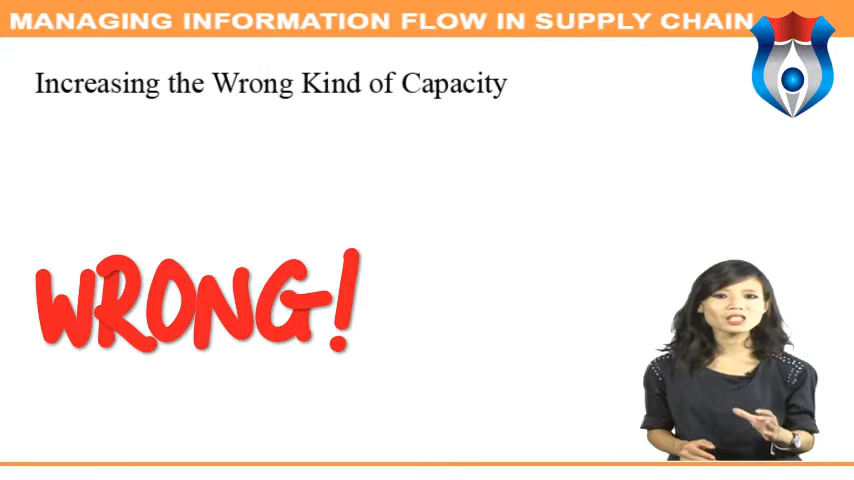 MANAGING INFORMATION FLOW IN SUPPLY CHAIN
Increasing the Wrong Kind of Capacity
WRONG!